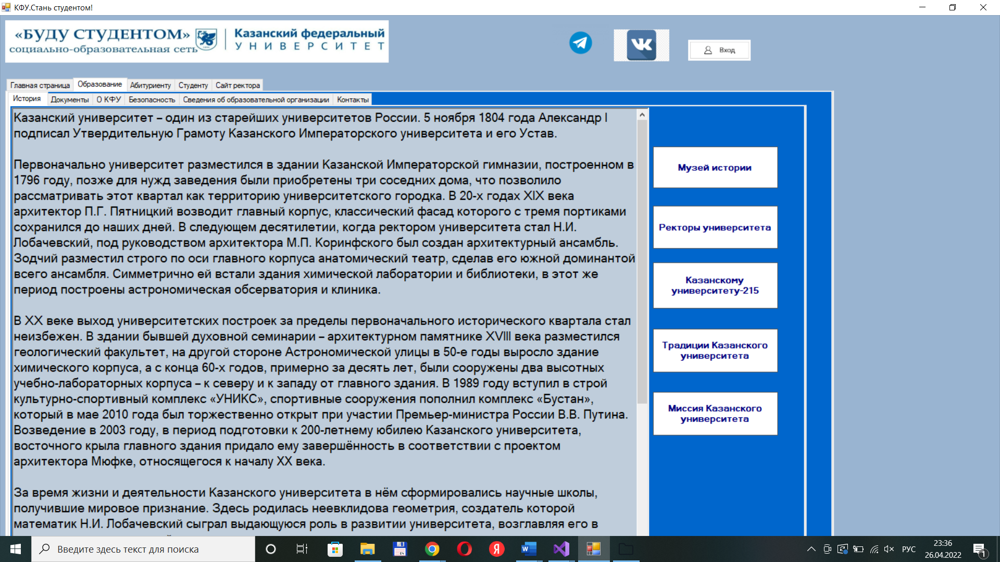 КФУ.Стань студентом!
«БУДУ СТУДЕНТОМ»
социально-образовательная сеть
Казанский федеральный
УНИВЕРСИТЕТ
Вход
Главная страница Образование Абитуриенту Студенту Сайт ректора
История Документы О КФУ Безопасность Сведения об образовательной организации Контакты
Казанский университет – один из старейших университетов России. 5 ноября 1804 года Александр I
подписал Утвердительную Грамоту Казанского Императорского университета и его Устав.
Первоначально университет разместился в здании Казанской Императорской гимназии, построенном в
1796 году, позже для нужд заведения были приобретены три соседних дома, что позволило
рассматривать этот квартал как территорию университетского городка. В 20-х годах XIX века
архитектор П.Г. Пятницкий возводит главный корпус, классический фасад которого с тремя портиками
сохранился до наших дней. В следующем десятилетии, когда ректором университета стал Н.И.
Лобачевский, под руководством архитектора М.П. Коринфского был создан архитектурный ансамбль.
Зодчий разместил строго по оси главного корпуса анатомический театр, сделав его южной доминантой
всего ансамбля. Симметрично ей встали здания химической лаборатории и библиотеки, в этот же
период построены астрономическая обсерватория и клиника.
В XX веке выход университетских построек за пределы первоначального исторического квартала стал
неизбежен. В здании бывшей духовной семинарии – архитектурном памятнике XVIII века разместился
геологический факультет, на другой стороне Астрономической улицы в 50-е годы выросло здание
химического корпуса, а с конца 60-х годов, примерно за десять лет, были сооружены два высотных
учебно-лабораторных корпуса – к северу и к западу от главного здания. В 1989 году вступил в строй
культурно-спортивный комплекс «УНИКС», спортивные сооружения пополнил комплекс «Бустан»,
который в мае 2010 года был торжественно открыт при участии Премьер-министра России В.В. Путина.
Возведение в 2003 году, в период подготовки к 200-летнему юбилею Казанского университета,
восточного крыла главного здания придало ему завершённость в соответствии с проектом
архитектора Мюфке, относящегося к началу XX века.
За время жизни и деятельности Казанского университета в нём сформировались научные школы,
получившие мировое признание. Здесь родилась неевклидова геометрия, создатель которой
математик Н.И. Лобачевский сыграл выдающуюся роль в развитии университета, возглавляя его в
Музей истории
Ректоры университета
Казанскому
университету-215
Традиции Казанского
университета
Миссия Казанского
университета
Введите здесь текст для поиска
РУС
23:36
26.04.2022
1